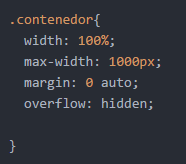 .contenedor{
width: 100%;
max-width: 1000px;
margin: 0 auto;
overflow: hidden;
}